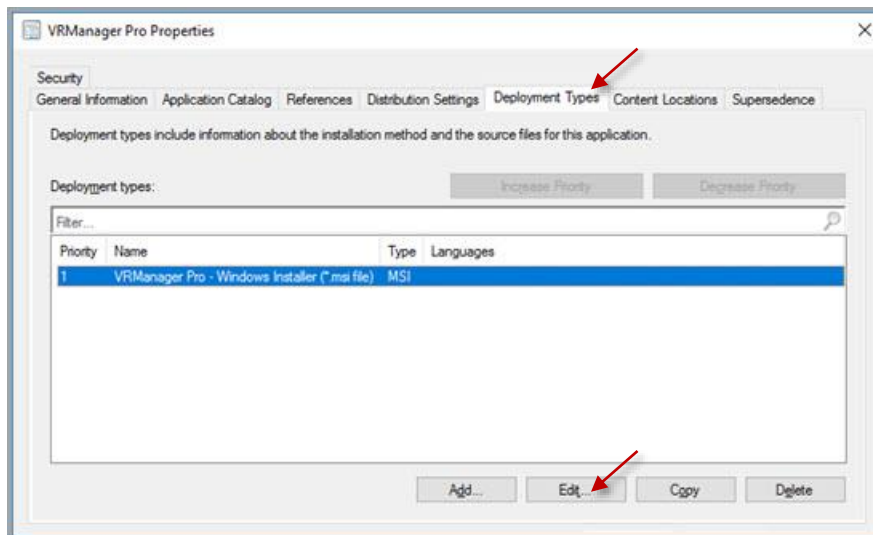 VRManager Pro Properties
Security
General Information Application Catalog References Distribution Settings Deployment Types Content Locations Supersedence
Deployment types include information about the installation method and the source files for this application.
Deployment types: Increase Priority Decrease Priority
Filter...
Priority Name Type Languages
1 VRManager Pro - Windows Installer (*.msi file) MSI
Add... Edit... Copy Delete